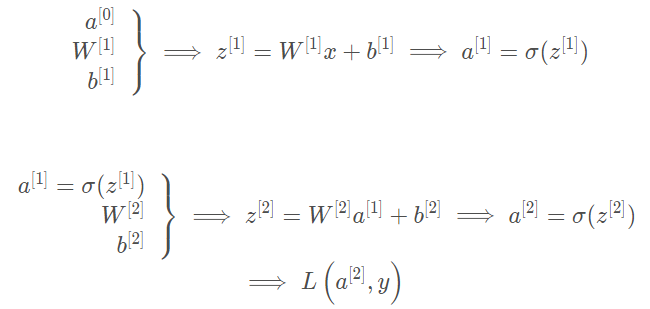 a^{[0]}
W^{[1]}
b^{[1]} } ⟹ z^{[1]} = W^{[1]}x + b^{[1]} ⟹ a^{[1]} = σ(z^{[1]})
a^{[1]} = σ(z^{[1]})
W^{[2]}
b^{[2]} } ⟹ z^{[2]} = W^{[2]}a^{[1]} + b^{[2]} ⟹ a^{[2]} = σ(z^{[2]})
⟹ L(a^{[2]}, y)